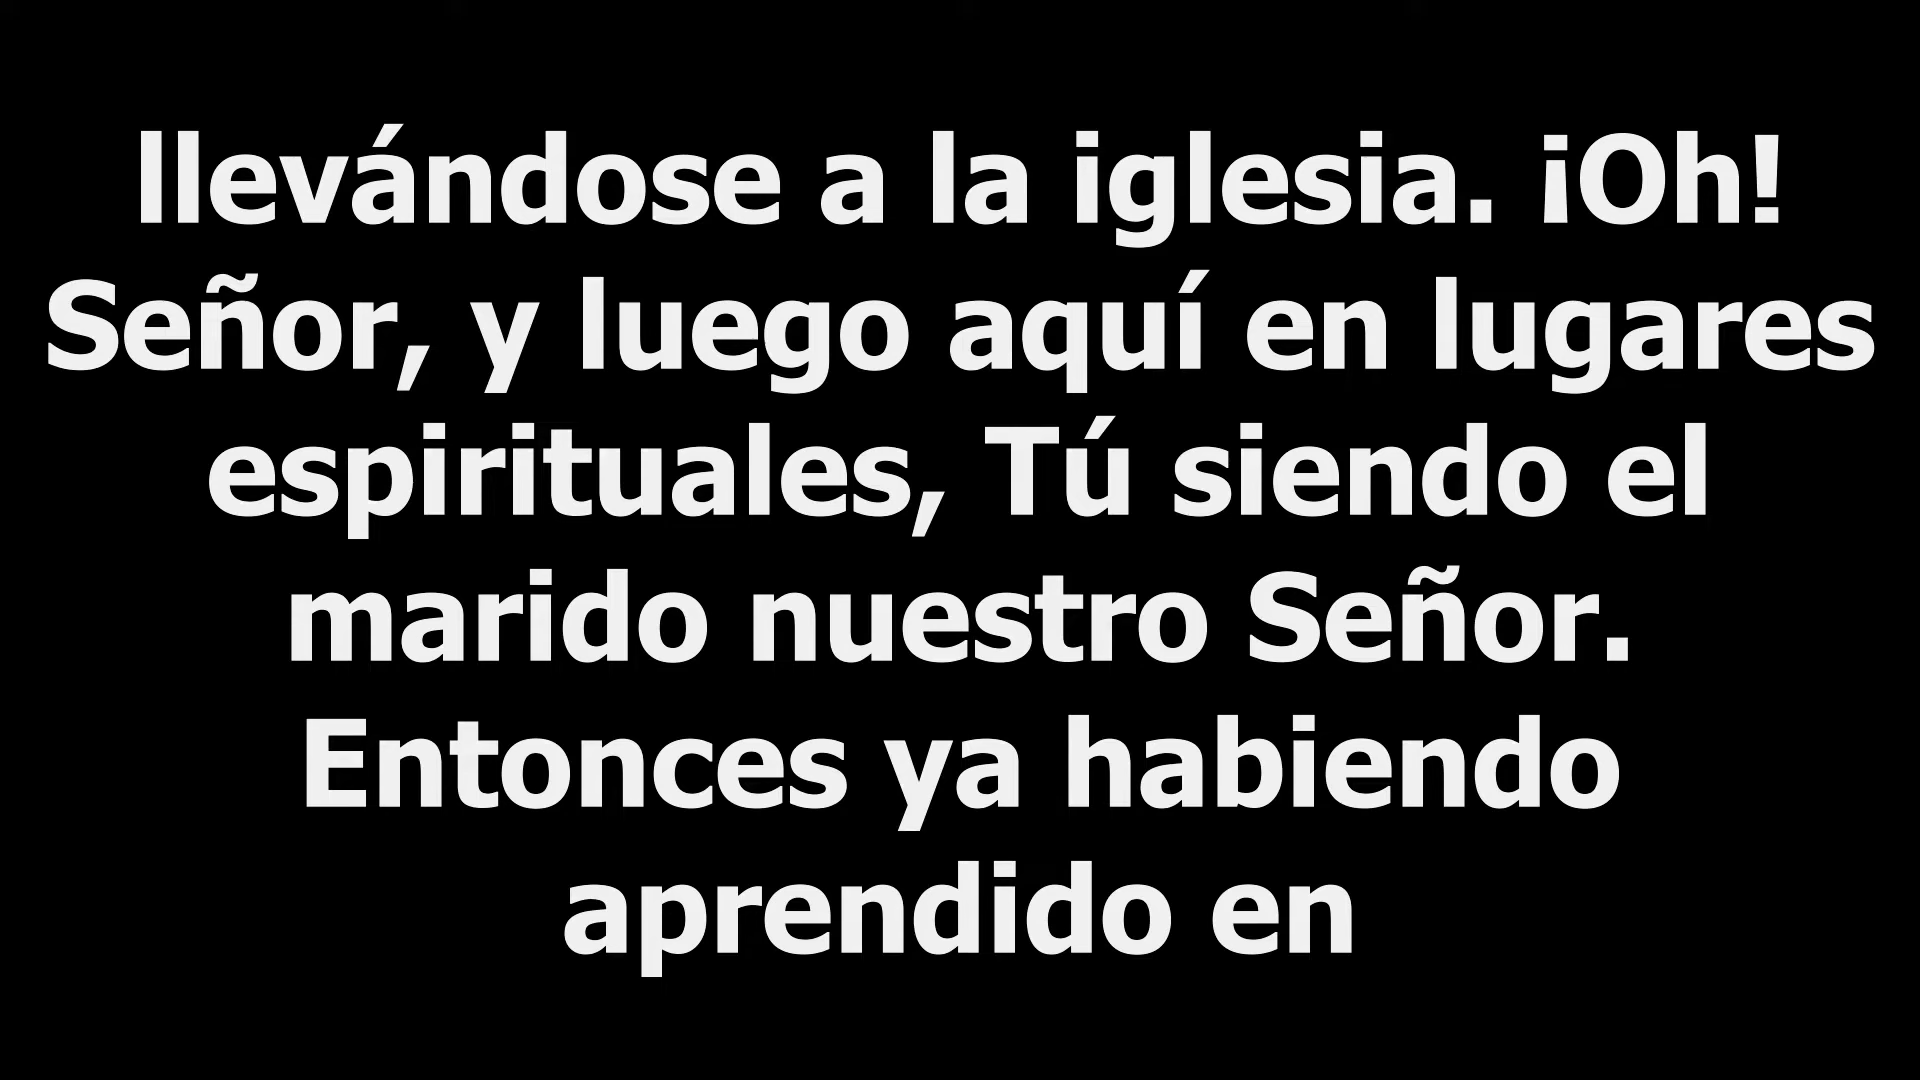 llevándose a la iglesia. ¡Oh!
Señor, y luego aquí en lugares
espirituales, Tú siendo el
marido nuestro Señor.
Entonces ya habiendo
aprendido en